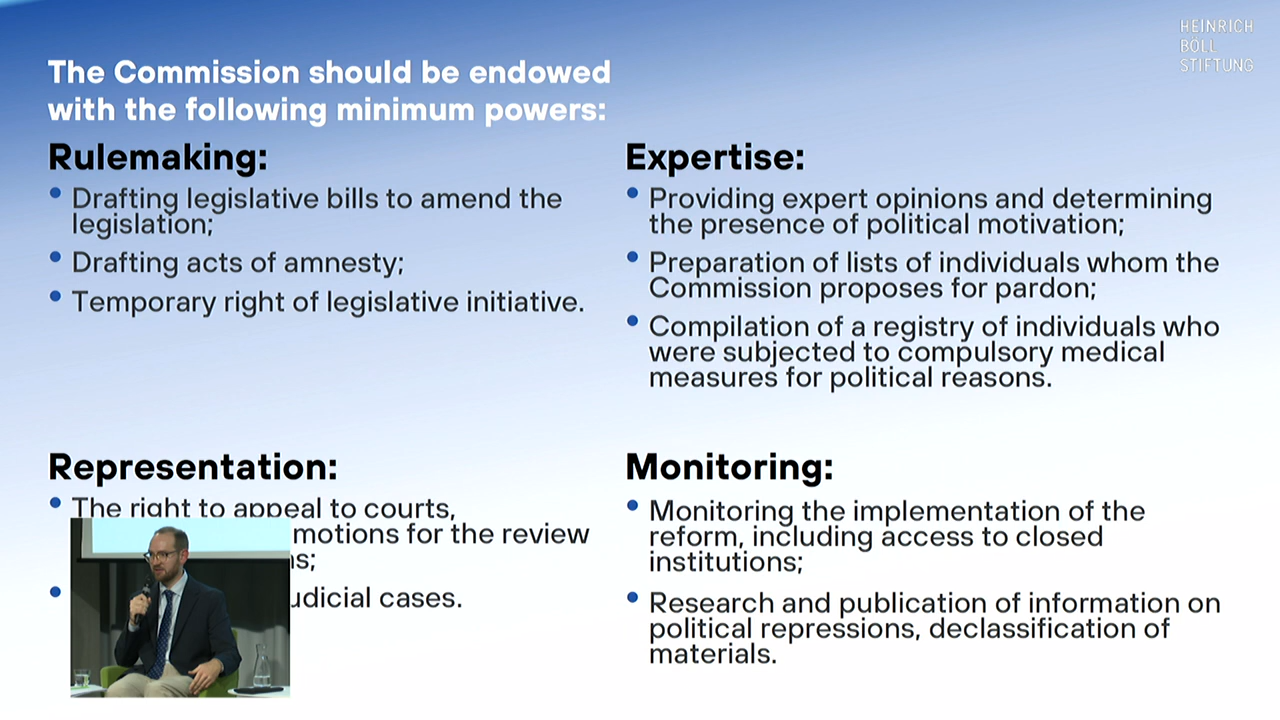 HEINRICH
BÖLL
STIFTUNG
The Commission should be endowed
with the following minimum powers:
Rulemaking:
• Drafting legislative bills to amend the
legislation;
• Drafting acts of amnesty;
• Temporary right of legislative initiative.
Expertise:
• Providing expert opinions and determining
the presence of political motivation;
• Preparation of lists of individuals whom the
Commission proposes for pardon;
• Compilation of a registry of individuals who
were subjected to compulsory medical
measures for political reasons.
Representation:
• The right to appeal to courts,
motions for the review
• cases.
Monitoring:
• Monitoring the implementation of the
reform, including access to closed
institutions;
• Research and publication of information on
political repressions, declassification of
materials.